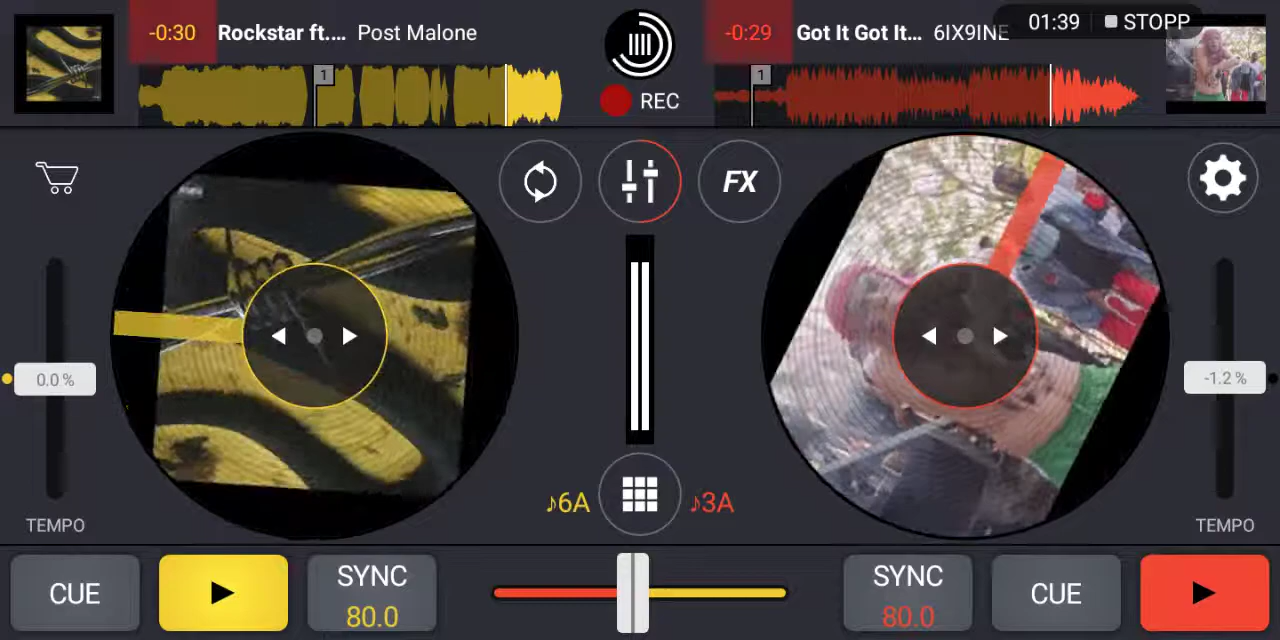 -0:30 Rockstar ft.... Post Malone
-0:29 Got It Got It... 6IX9INE
01:39 STOPP
1
1
REC
FX
0.0 %
-1.2 %
♪6A
♪3A
TEMPO
TEMPO
CUE
SYNC
80.0
SYNC
80.0
CUE